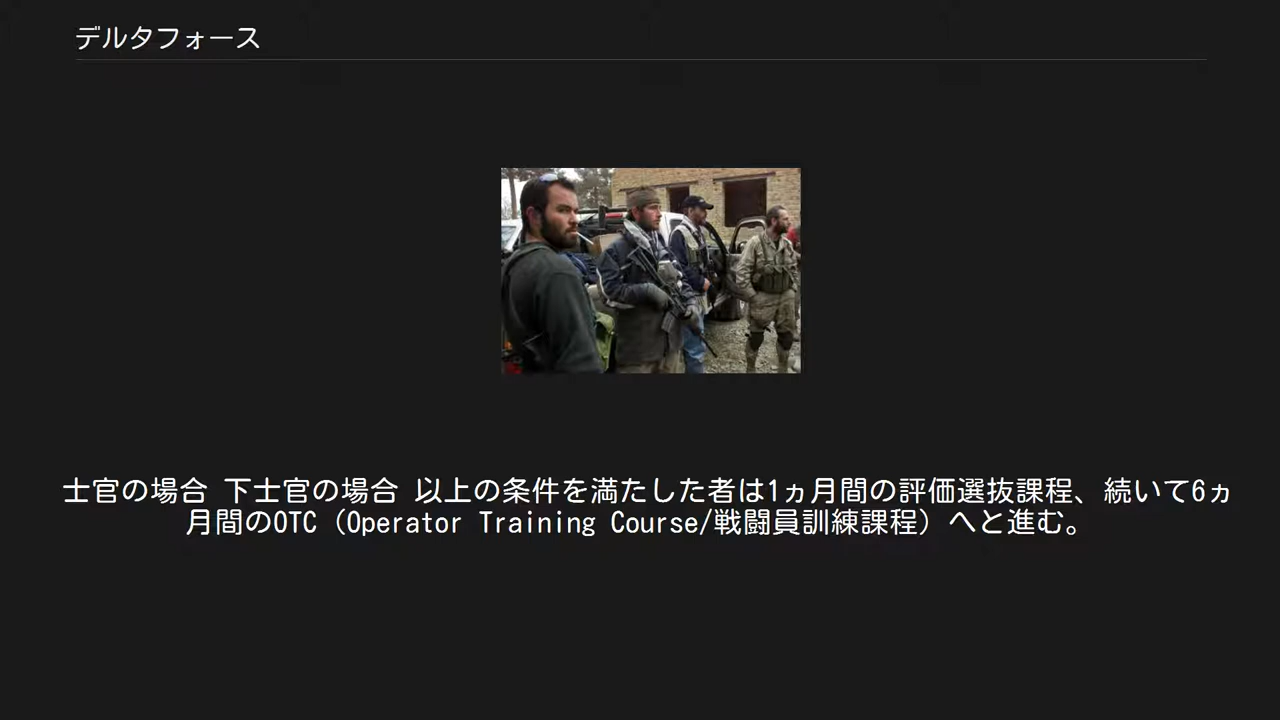 デルタフォース
士官の場合 下士官の場合 以上の条件を満たした者は1ヵ月間の評価選抜課程、続いて6ヵ
月間のOTC（Operator Training Course/戦闘員訓練課程）へと進む。